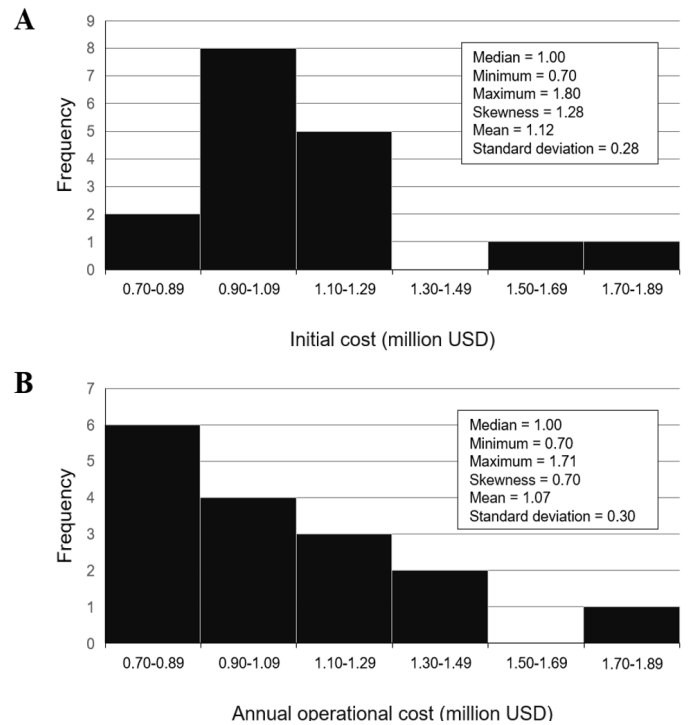 A
9
8
7
6
5
4
3
2
1
0
Frequency
Median = 1.00
Minimum = 0.70
Maximum = 1.80
Skewness = 1.28
Mean = 1.12
Standard deviation = 0.28
0.70-0.89 0.90-1.09 1.10-1.29 1.30-1.49 1.50-1.69 1.70-1.89
Initial cost (million USD)
B
7
6
5
4
3
2
1
0
Frequency
Median = 1.00
Minimum = 0.70
Maximum = 1.71
Skewness = 0.70
Mean = 1.07
Standard deviation = 0.30
0.70-0.89 0.90-1.09 1.10-1.29 1.30-1.49 1.50-1.69 1.70-1.89
Annual operational cost (million USD)